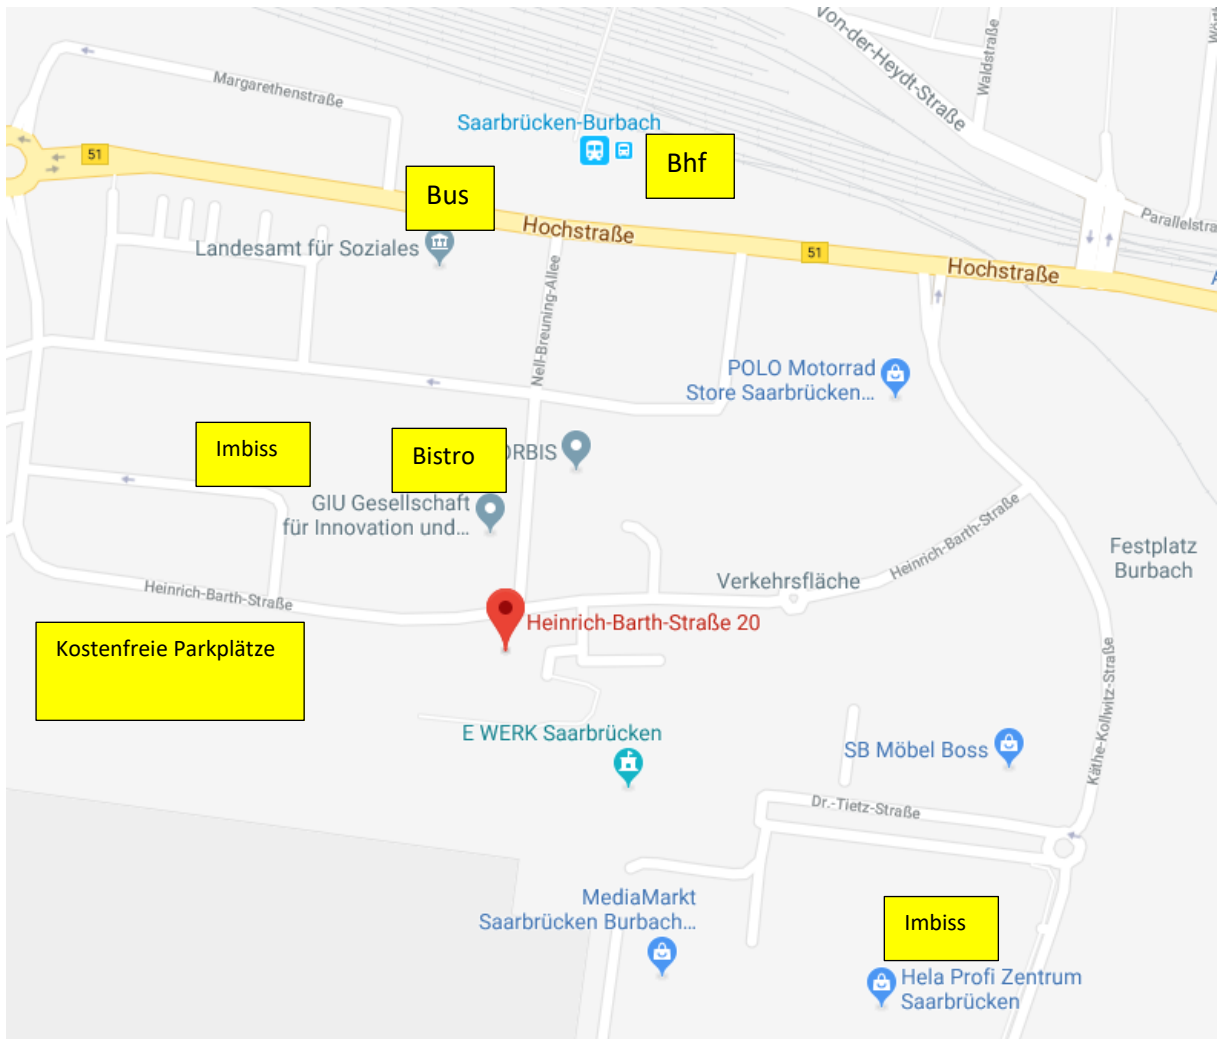 Von-der-Heydt-Straße
Waldstraße
Margarethenstraße
Saarbrücken-Burbach
Bhf
51
Bus
Hochstraße
Parallelstra
Landesamt für Soziales
51
Hochstraße
Nell-Breuning-Allee
POLO Motorrad
Store Saarbrücken...
Imbiss
Bistro
ORBIS
GIU Gesellschaft
für Innovation und...
Heinrich-Barth-Straße
Festplatz
Burbach
Verkehrsfläche
Heinrich-Barth-Straße
Heinrich-Barth-Straße 20
Kostenfreie Parkplätze
Käthe-Kollwitz-Straße
E WERK Saarbrücken
SB Möbel Boss
Dr.-Tietz-Straße
MediaMarkt
Saarbrücken Burbach...
Imbiss
Hela Profi Zentrum
Saarbrücken